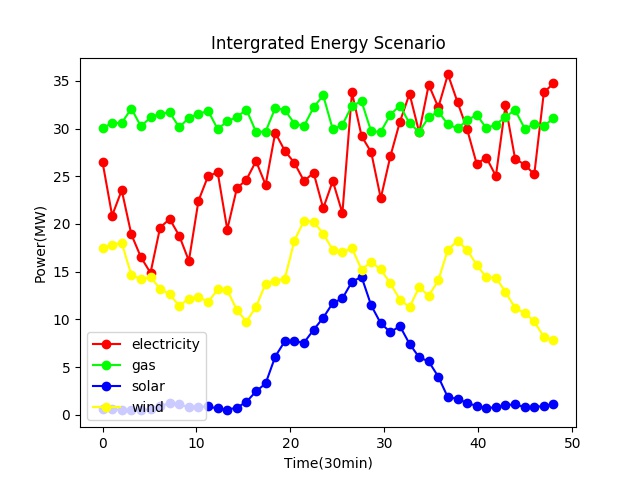 Intergrated Energy Scenario
Power(MW)
35
30
25
20
15
10
5
0
electricity
gas
solar
wind
0 10 20 30 40 50
Time(30min)